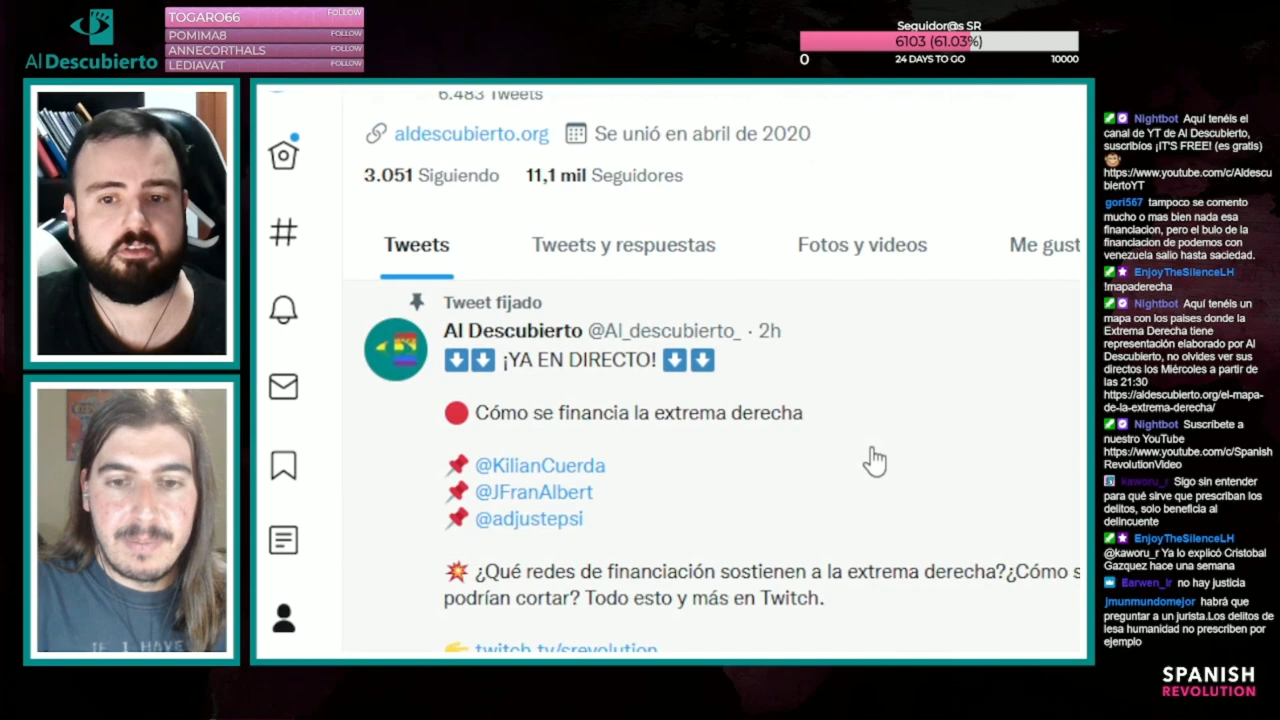 TOGARO66 FOLLOW
POMIMA8 FOLLOW
ANNECORTHALS FOLLOW
LEDIAVAT FOLLOW
Al Descubierto
Seguidor@s SR
6103 (61.03%)
0 24 DAYS TO GO 10000
6.483 Tweets
aldescubierto.org Se unió en abril de 2020
3.051 Siguiendo 11,1 mil Seguidores
Tweets Tweets y respuestas Fotos y videos Me gust
Tweet fijado
Al Descubierto @Al_descubierto_ · 2h
¡YA EN DIRECTO!
Cómo se financia la extrema derecha
@KilianCuerda
@JFranAlbert
@adjustepsi
¿Qué redes de financiación sostienen a la extrema derecha?¿Cómo s
podrían cortar? Todo esto y más en Twitch.
twitch.tv/srevolution
IF I HAVE
Nightbot Aquí tenéis el
canal de YT de Al Descubierto,
suscribíos ¡IT'S FREE! (es gratis)
https://www.youtube.com/c/Aldescu
biertoYT
gori567 tampoco se comento
mucho o mas bien nada esa
financiacion, pero el bulo de la
financiacion de podemos con
venezuela salio hasta saciedad.
EnjoyTheSilenceLH
!mapaderecha
Nightbot Aquí tenéis un
mapa con los paises donde la
Extrema Derecha tiene
representación elaborado por Al
Descubierto, no olvides ver sus
directos los Miércoles a partir de
las 21:30
https://aldescubierto.org/el-mapa-
de-la-extrema-derecha/
Nightbot Suscríbete a
nuestro YouTube
https://www.youtube.com/c/Spanish
RevolutionVideo
kaworu_r Sigo sin entender
para qué sirve que prescriban los
delitos, solo beneficia al
delincuente
EnjoyTheSilenceLH
@kaworu_r Ya lo explicó Cristobal
Gazquez hace una semana
Earwen_ir no hay justicia
jmunmundomejor habrá que
preguntar a un jurista.Los delitos de
lesa humanidad no prescriben por
ejemplo
SPANISH
REVOLUTION